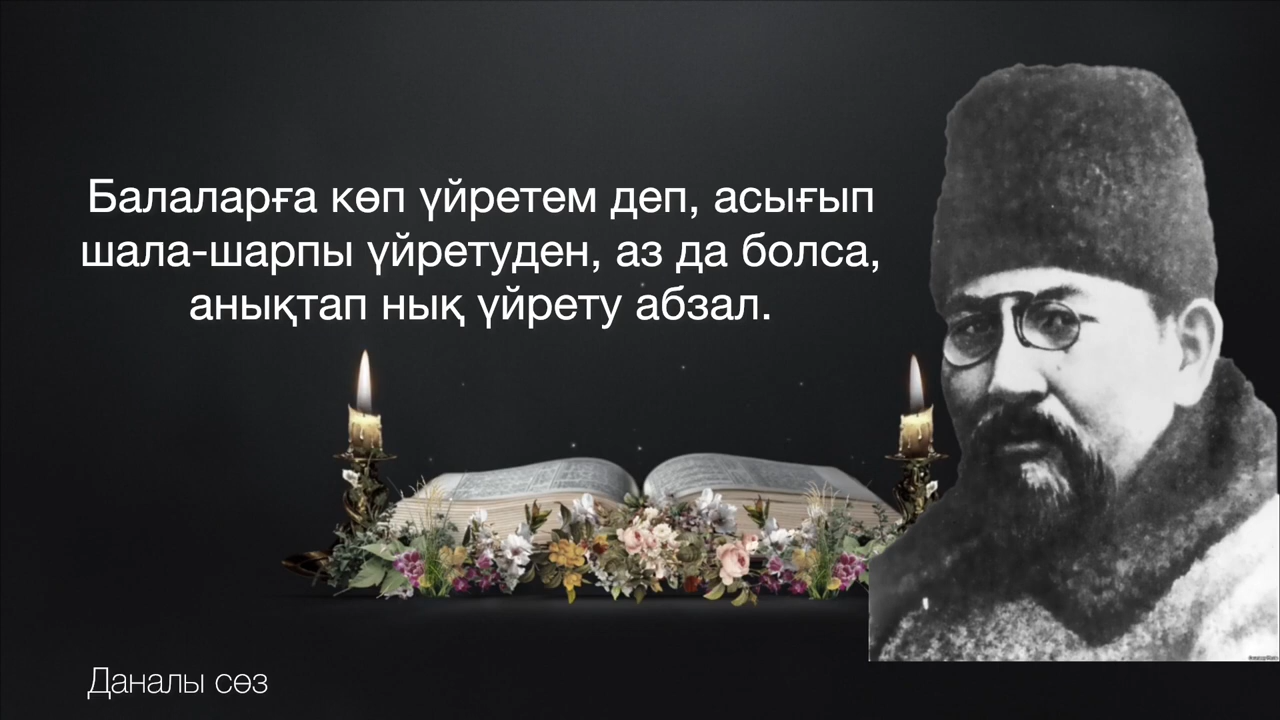 Балаларға көп үйретем деп, асығып
шала-шарпы үйретуден, аз да болса,
анықтап нық үйрету абзал.
Даналы сөз